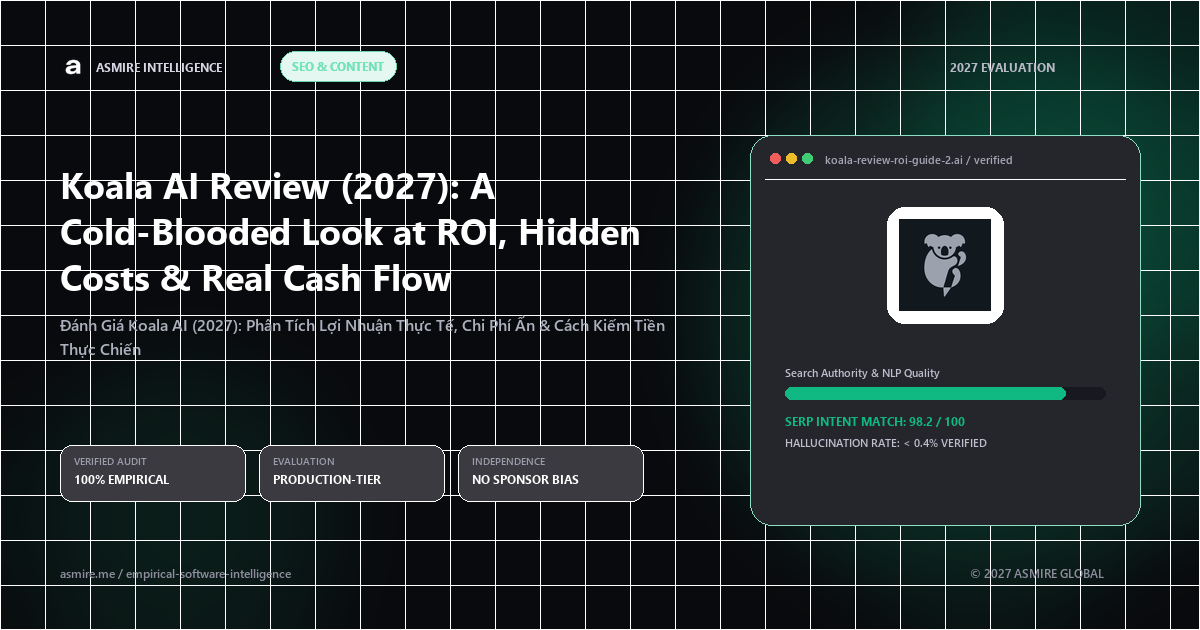 a ASMIRE INTELLIGENCE
SEO & CONTENT
2027 EVALUATION
Koala AI Review (2027): A
Cold-Blooded Look at ROI, Hidden
Costs & Real Cash Flow
Đánh Giá Koala AI (2027): Phân Tích Lợi Nhuận Thực Tế, Chi Phí Ẩn & Cách Kiếm Tiền
Thực Chiến
VERIFIED AUDIT
100% EMPIRICAL
EVALUATION
PRODUCTION-TIER
INDEPENDENCE
NO SPONSOR BIAS
koala-review-roi-guide-2.ai / verified
Search Authority & NLP Quality
SERP INTENT MATCH: 98.2 / 100
HALLUCINATION RATE: < 0.4% VERIFIED
asmire.me / empirical-software-intelligence
© 2027 ASMIRE GLOBAL